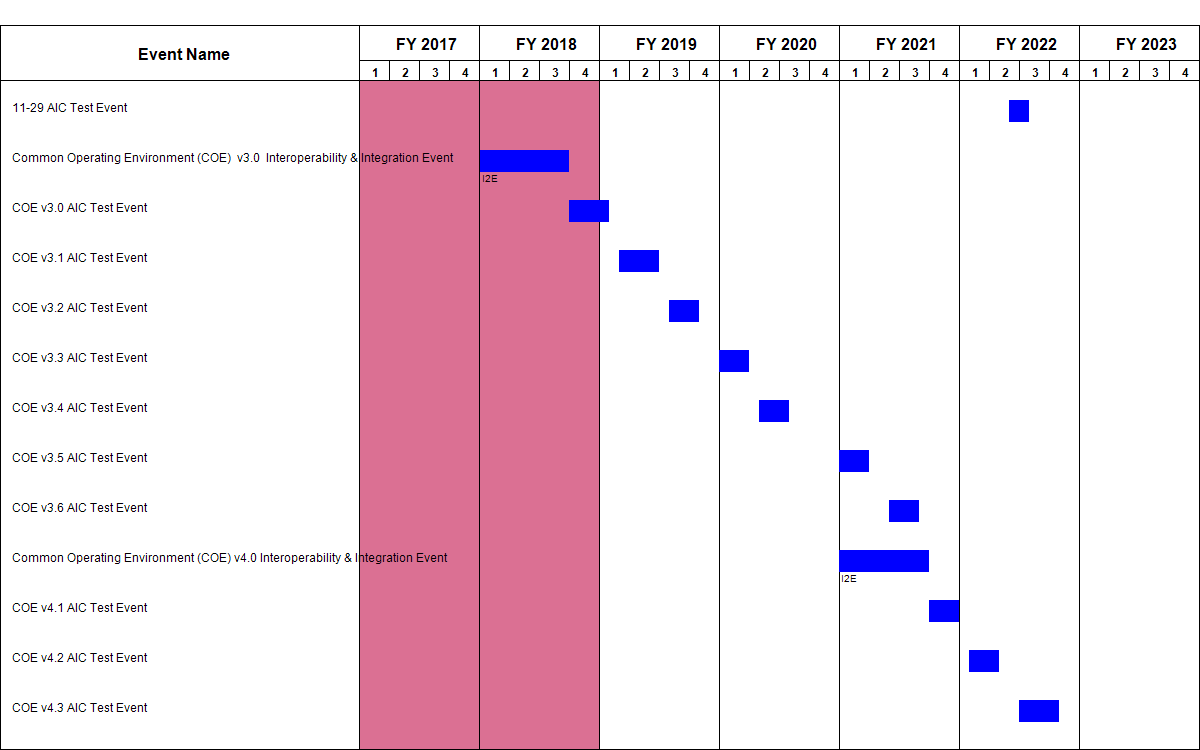 Event Name FY 2017 FY 2018 FY 2019 FY 2020 FY 2021 FY 2022 FY 2023
1 2 3 4 1 2 3 4 1 2 3 4 1 2 3 4 1 2 3 4 1 2 3 4 1 2 3 4
11-29 AIC Test Event
Common Operating Environment (COE)  v3.0  Interoperability & Integration Event
I2E
COE v3.0 AIC Test Event
COE v3.1 AIC Test Event
COE v3.2 AIC Test Event
COE v3.3 AIC Test Event
COE v3.4 AIC Test Event
COE v3.5 AIC Test Event
COE v3.6 AIC Test Event
Common Operating Environment (COE) v4.0 Interoperability & Integration Event
I2E
COE v4.1 AIC Test Event
COE v4.2 AIC Test Event
COE v4.3 AIC Test Event